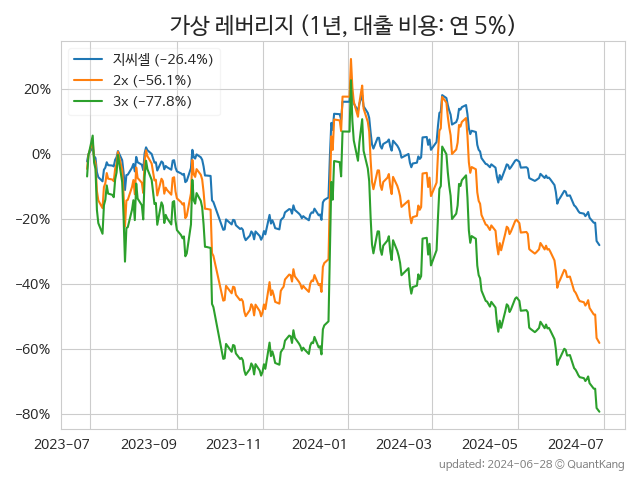 가상 레버리지 (1년, 대출 비용: 연 5%)
지씨셀 (−26.4%)
2x (−56.1%)
3x (−77.8%)
20%
0%
−20%
−40%
−60%
−80%
2023-07
2023-09
2023-11
2024-01
2024-03
2024-05
2024-07
updated: 2024-06-28 © QuantKang